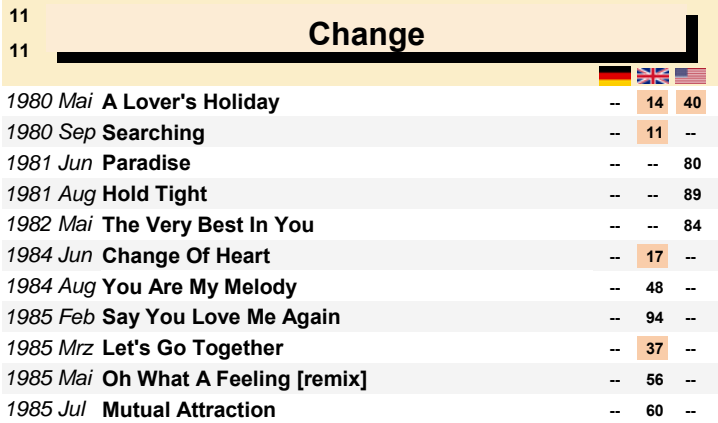 11
Change
11
1980 Mai A Lover's Holiday -- 14 40
1980 Sep Searching -- 11 --
1981 Jun Paradise -- -- 80
1981 Aug Hold Tight -- -- 89
1982 Mai The Very Best In You -- -- 84
1984 Jun Change Of Heart -- 17 --
1984 Aug You Are My Melody -- 48 --
1985 Feb Say You Love Me Again -- 94 --
1985 Mrz Let's Go Together -- 37 --
1985 Mai Oh What A Feeling [remix] -- 56 --
1985 Jul Mutual Attraction -- 60 --